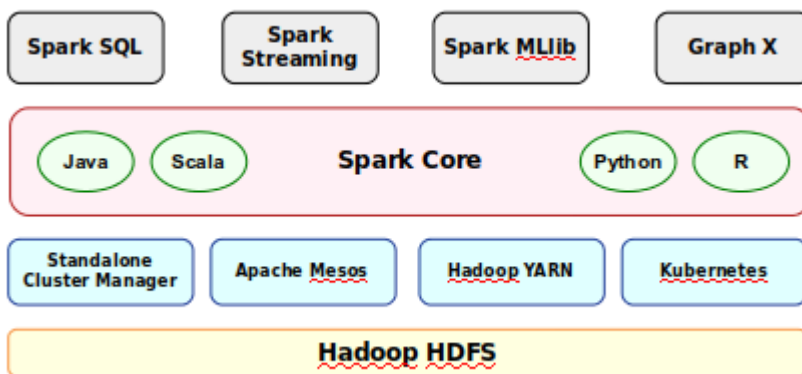 Spark SQL
Spark
Streaming
Spark MLlib
Graph X
Java
Scala
Spark Core
Python
R
Standalone
Cluster Manager
Apache Mesos
Hadoop YARN
Kubernetes
Hadoop HDFS